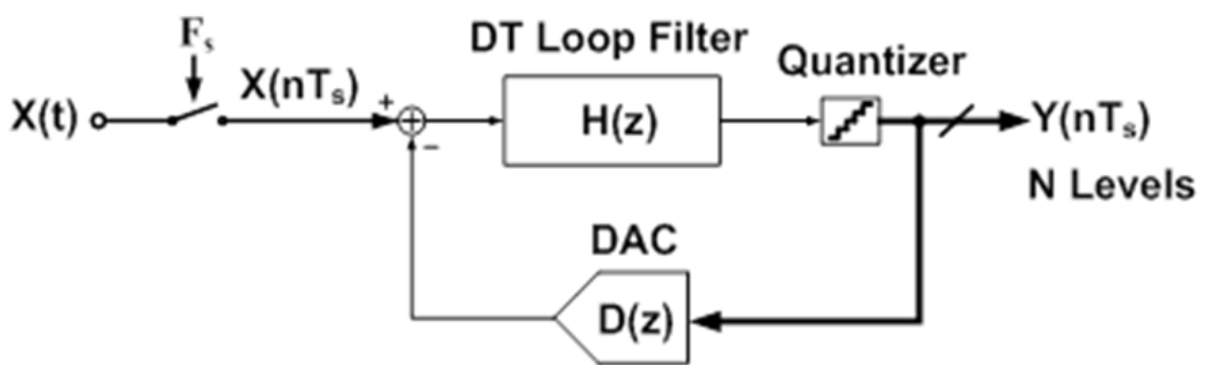 Fs
DT Loop Filter
Quantizer
X(t)
X(nTs)
+
H(z)
Y(nTs)
−
N Levels
DAC
D(z)